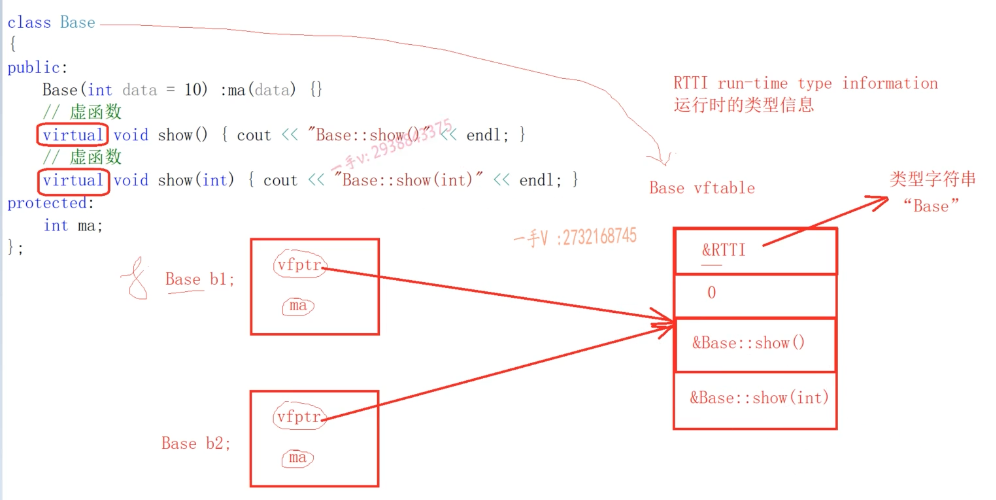 class Base
{
public:
Base(int data = 10) :ma(data) {}
// 虚函数
virtual void show() { cout << "Base::show()" << endl; }
// 虚函数
virtual void show(int) { cout << "Base::show(int)" << endl; }
protected:
int ma;
};
一手v: 2938843375
RTTI run-time type information
运行时的类型信息
Base vftable
类型字符串
“Base”
一手V :2732168745
&RTTI
0
&Base::show()
&Base::show(int)
Base b1;
vfptr
ma
Base b2;
vfptr
ma